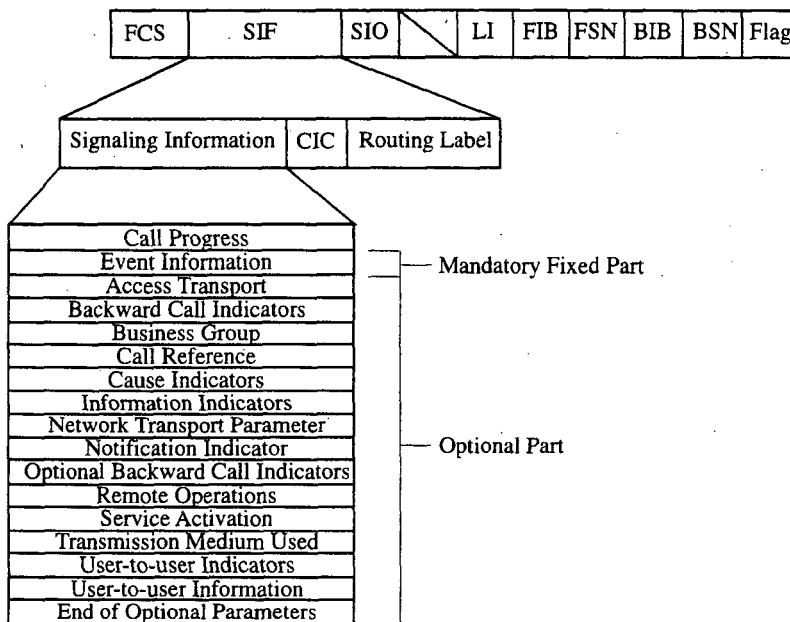 FCS SIF SIO LI FIB FSN BIB BSN Flag
Signaling Information CIC Routing Label
Call Progress
Event Information
Mandatory Fixed Part
Access Transport
Backward Call Indicators
Business Group
Call Reference
Cause Indicators
Information Indicators
Network Transport Parameter
Notification Indicator
Optional Part
Optional Backward Call Indicators
Remote Operations
Service Activation
Transmission Medium Used
User-to-user Indicators
User-to-user Information
End of Optional Parameters